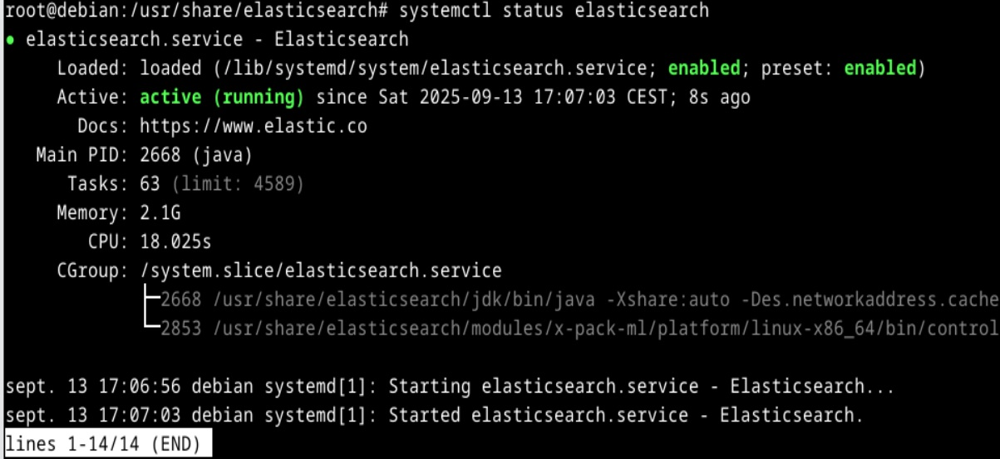 root@debian:/usr/share/elasticsearch# systemctl status elasticsearch
● elasticsearch.service - Elasticsearch
Loaded: loaded (/lib/systemd/system/elasticsearch.service; enabled; preset: enabled)
Active: active (running) since Sat 2025-09-13 17:07:03 CEST; 8s ago
Docs: https://www.elastic.co
Main PID: 2668 (java)
Tasks: 63 (limit: 4589)
Memory: 2.1G
CPU: 18.025s
CGroup: /system.slice/elasticsearch.service
├─2668 /usr/share/elasticsearch/jdk/bin/java -Xshare:auto -Des.networkaddress.cache
└─2853 /usr/share/elasticsearch/modules/x-pack-ml/platform/linux-x86_64/bin/control
sept. 13 17:06:56 debian systemd[1]: Starting elasticsearch.service - Elasticsearch...
sept. 13 17:07:03 debian systemd[1]: Started elasticsearch.service - Elasticsearch.
lines 1-14/14 (END)